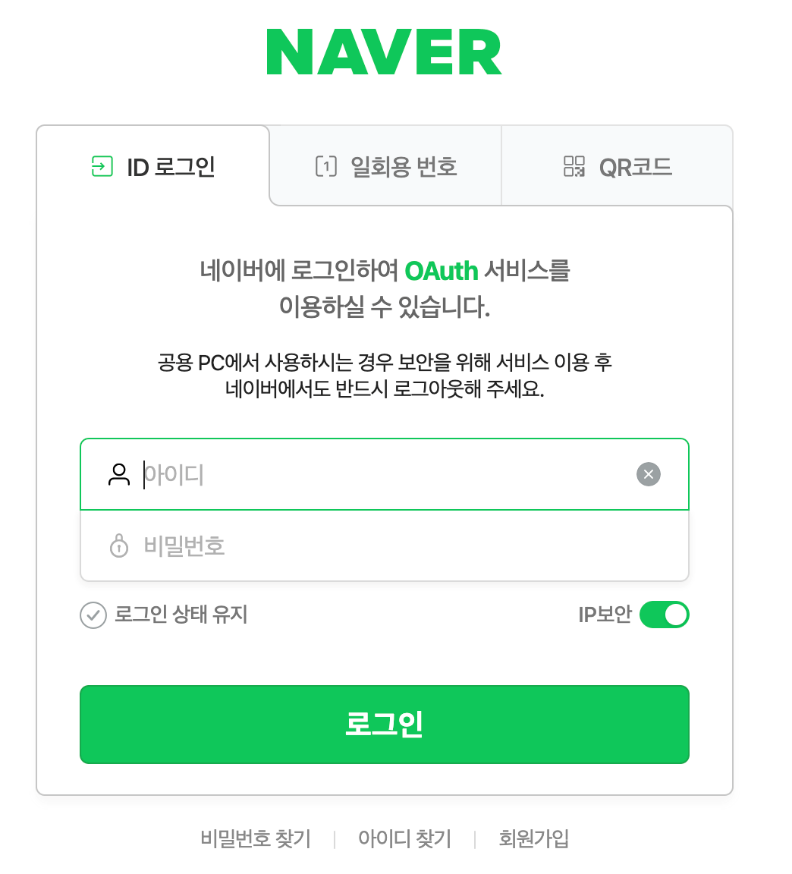 NAVER
ID 로그인
1 일회용 번호
QR코드
네이버에 로그인하여 OAuth 서비스를
이용하실 수 있습니다.
공용 PC에서 사용하시는 경우 보안을 위해 서비스 이용 후
네이버에서도 반드시 로그아웃해 주세요.
아이디
비밀번호
로그인 상태 유지
IP보안
로그인
비밀번호 찾기 | 아이디 찾기 | 회원가입